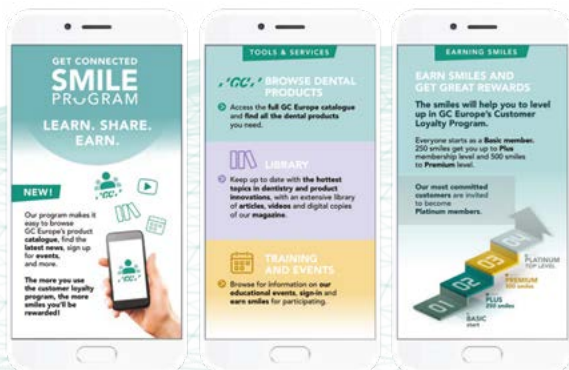 GET CONNECTED
SMILE
PROGRAM
LEARN. SHARE.
EARN.
NEW!
Our program makes it
easy to browse
GC Europe's product
catalogue, find the
latest news, sign up
for events,
and more.
The more you use
the customer loyalty
program, the more
smiles you'll be
rewarded!
GC
GC
TOOLS & SERVICES
GC
BROWSE DENTAL
PRODUCTS
Access the full GC Europe catalogue
and find all the dental products
you need.
LIBRARY
Keep up to date with the hottest
topics in dentistry and product
innovations, with an extensive library
of articles, videos and digital copies
of our magazine.
TRAINING
AND EVENTS
Browse for information on our
educational events, sign-in and
earn smiles for participating.
EARNING SMILES
EARN SMILES AND
GET GREAT REWARDS
The smiles will help you to level
up in GC Europe's Customer
Loyalty Program.
Everyone starts as a Basic member.
250 smiles get you up to Plus
membership level and 500 smiles
to Premium level.
Our most committed
customers are invited
to become
Platinum members.
04
PLATINUM
TOP LEVEL
03
PREMIUM
500 smiles
02
PLUS
250 smiles
01
BASIC
start